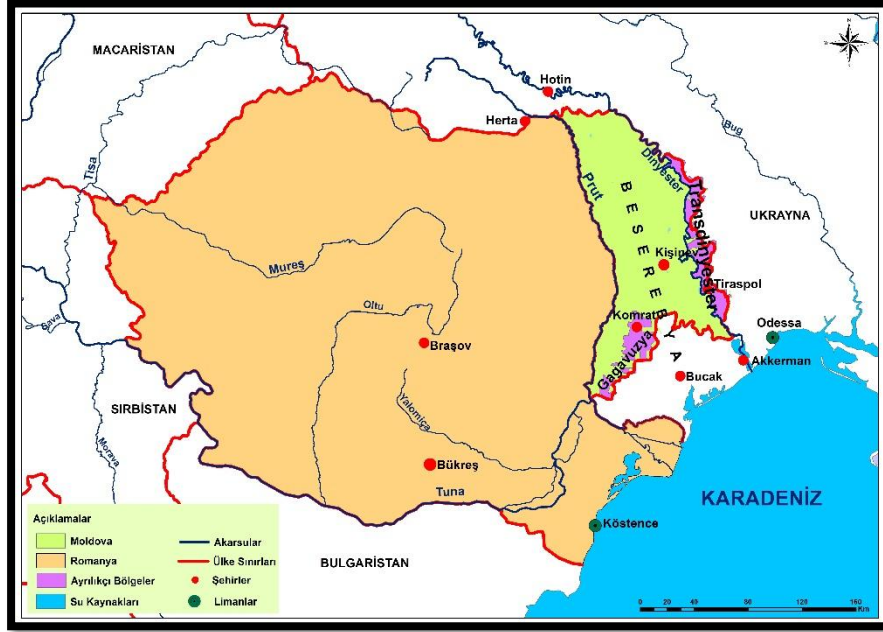 MACARİSTAN
N
Hotin
Herta
Bug
Tisa
Dinyester
Prut
BESEREBYA
Transdinyester
UKRAYNA
Mureş
Kişinev
Tiraspol
Oltu
Komrat
Odessa
Sava
Braşov
Akkerman
Gagavuzya
Bucak
SIRBİSTAN
Yalomiça
Morava
Bükreş
Tuna
KARADENİZ
Köstence
BULGARİSTAN
Açıklamalar
Moldova
Romanya
Ayrılıkçı Bölgeler
Su Kaynakları
Akarsular
Ülke Sınırları
Şehirler
Limanlar
0 20 40 80 120 160
Km